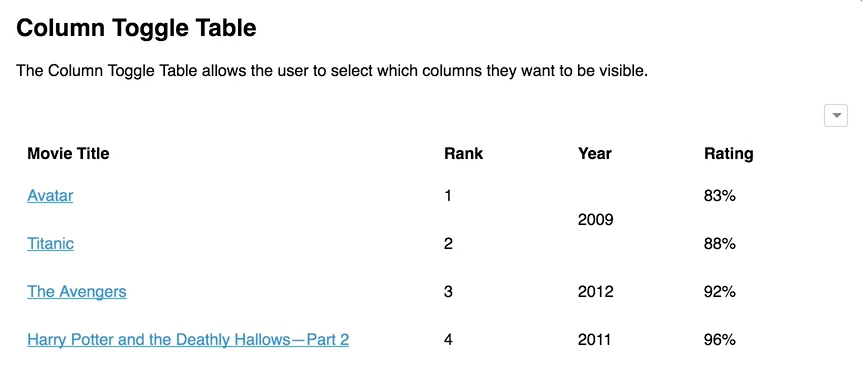 Column Toggle Table
The Column Toggle Table allows the user to select which columns they want to be visible.
Movie Title Rank Year Rating
Avatar 1 83%
2009
Titanic 2 88%
The Avengers 3 2012 92%
Harry Potter and the Deathly Hallows—Part 2 4 2011 96%